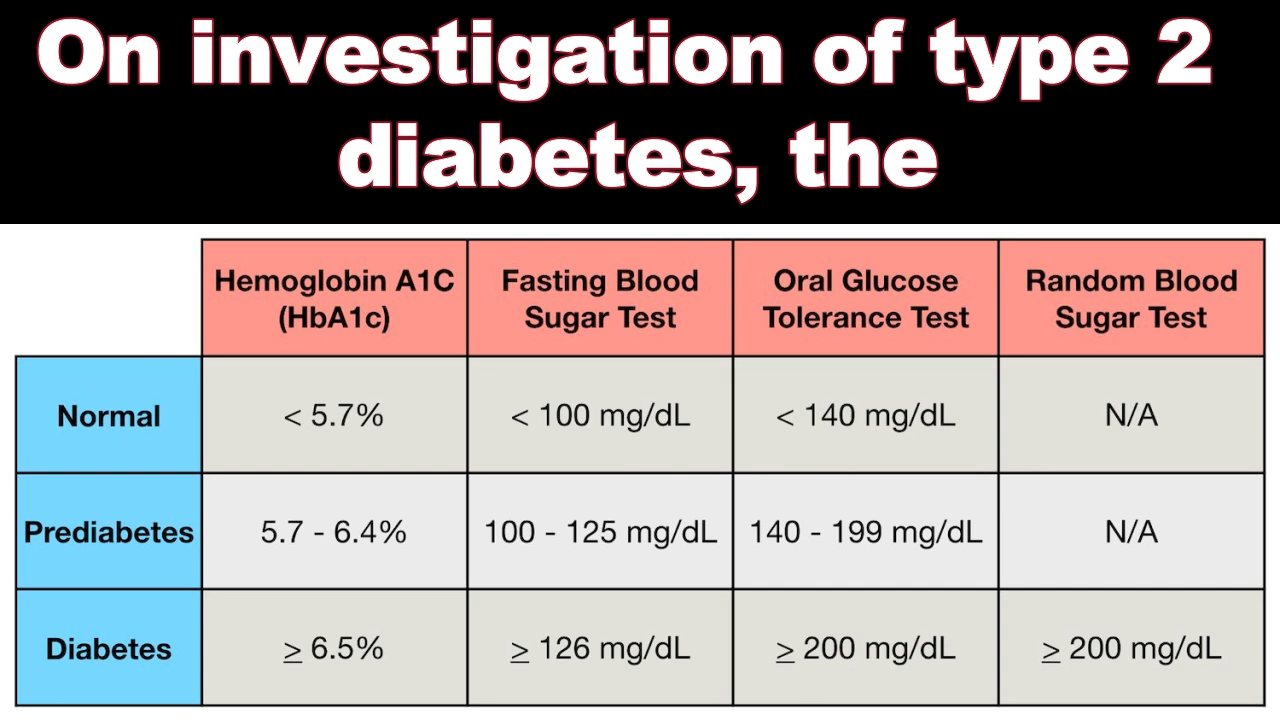 On investigation of type 2
diabetes, the
Hemoglobin A1C
(HbA1c)
Fasting Blood
Sugar Test
Oral Glucose
Tolerance Test
Random Blood
Sugar Test
Normal
< 5.7%
< 100 mg/dL
< 140 mg/dL
N/A
Prediabetes
5.7 - 6.4%
100 - 125 mg/dL
140 - 199 mg/dL
N/A
Diabetes
≥ 6.5%
≥ 126 mg/dL
≥ 200 mg/dL
≥ 200 mg/dL